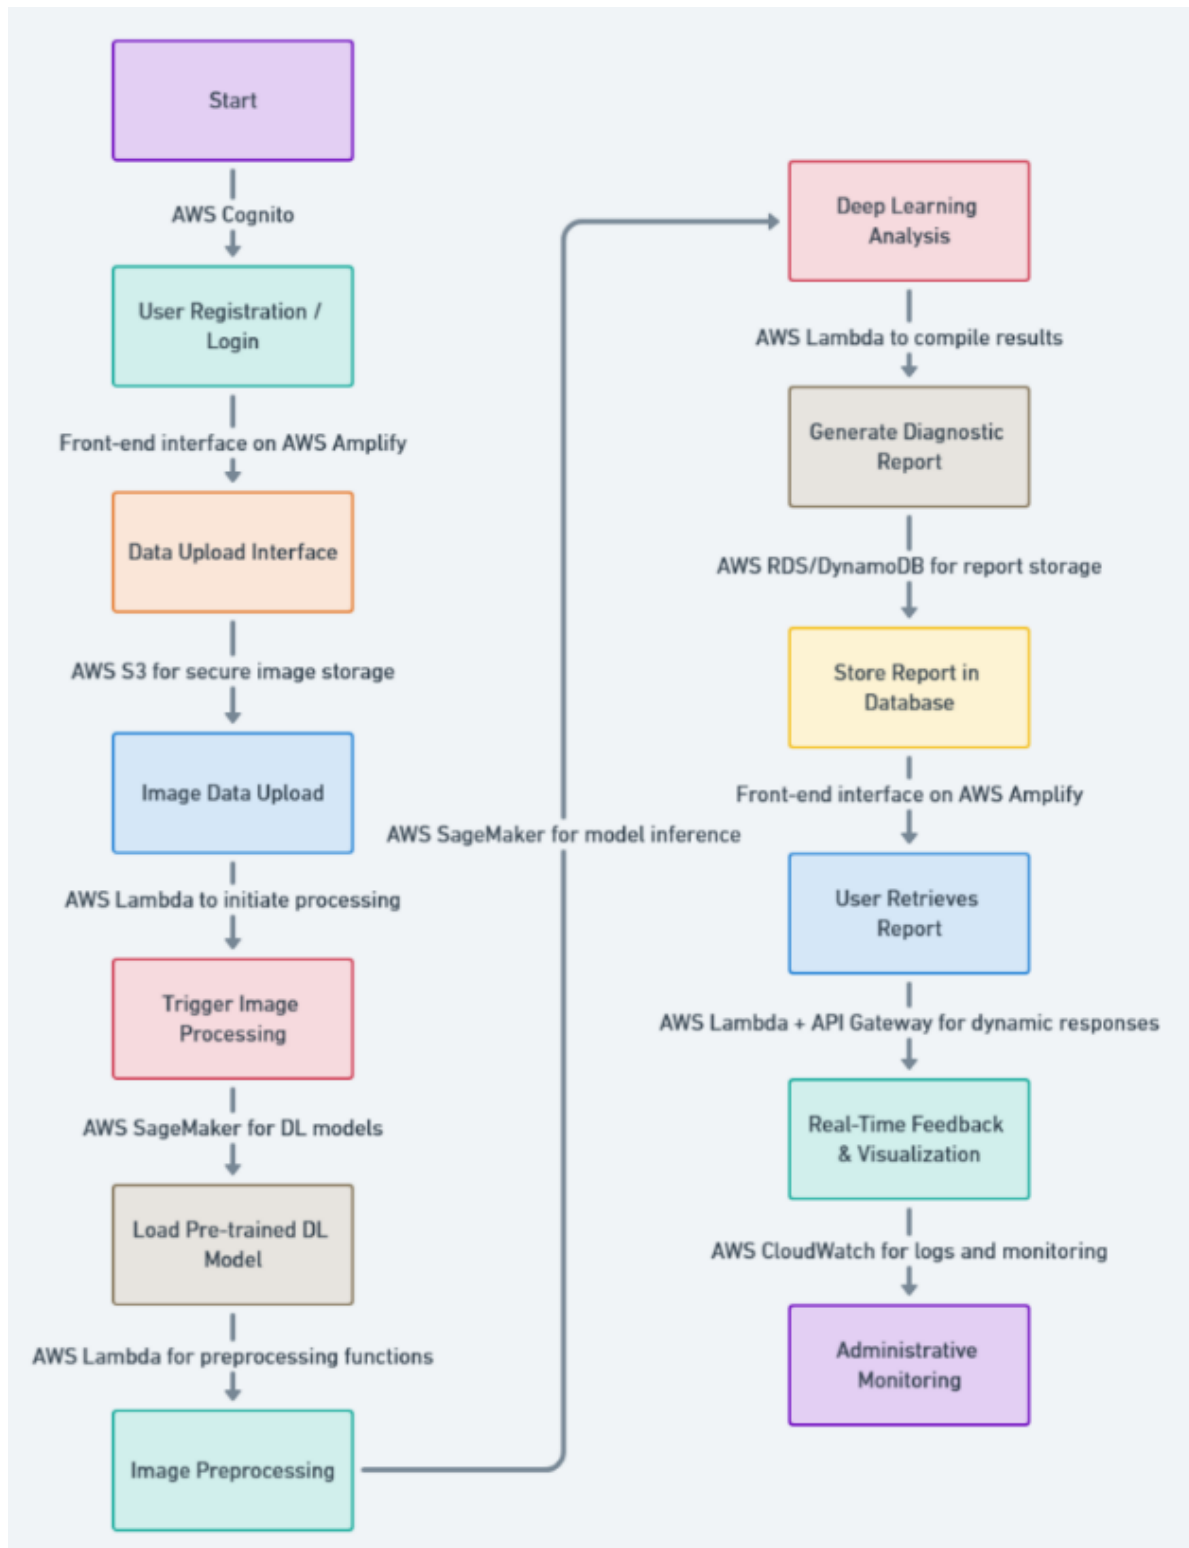 Start
AWS Cognito
User Registration /
Login
Front-end interface on AWS Amplify
Data Upload Interface
AWS S3 for secure image storage
Image Data Upload
AWS Lambda to initiate processing
Trigger Image
Processing
AWS SageMaker for DL models
Load Pre-trained DL
Model
AWS Lambda for preprocessing functions
Image Preprocessing
AWS SageMaker for model inference
Deep Learning
Analysis
AWS Lambda to compile results
Generate Diagnostic
Report
AWS RDS/DynamoDB for report storage
Store Report in
Database
Front-end interface on AWS Amplify
User Retrieves
Report
AWS Lambda + API Gateway for dynamic responses
Real-Time Feedback
& Visualization
AWS CloudWatch for logs and monitoring
Administrative
Monitoring